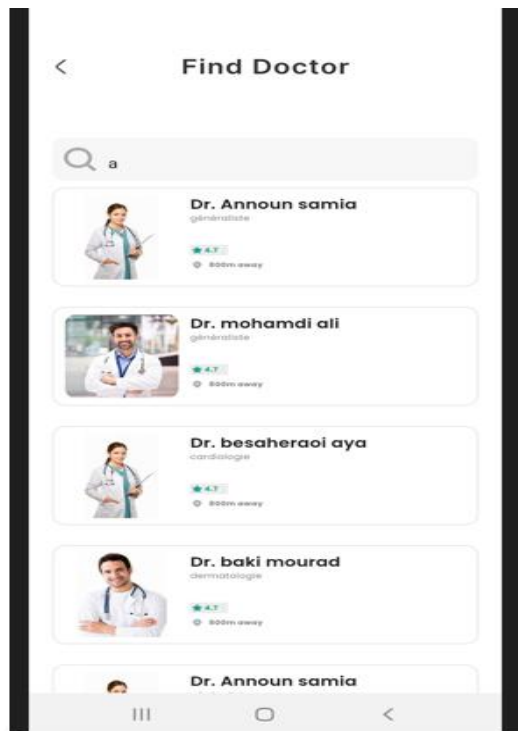 Find Doctor
a
Dr. Announ samia
généraliste
4.7
800m away
Dr. mohamdi ali
généraliste
4.7
800m away
Dr. besaheraoi aya
cardiologie
4.7
800m away
Dr. baki mourad
dermatologie
4.7
800m away
Dr. Announ samia